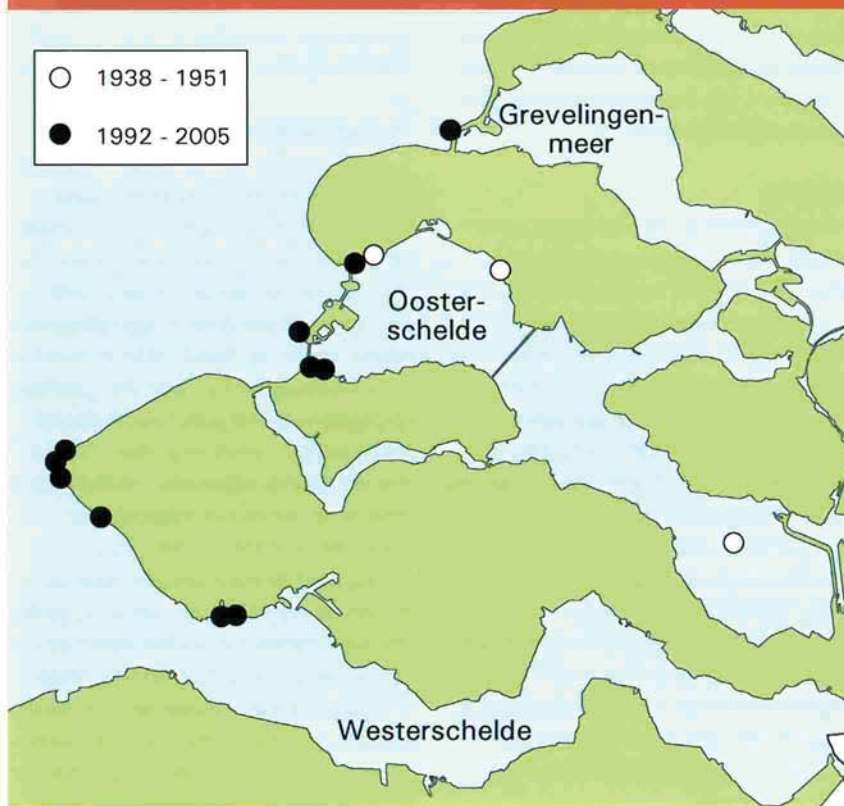 1938 - 1951
1992 - 2005
Grevelingen-
meer
Ooster-
schelde
Westerschelde